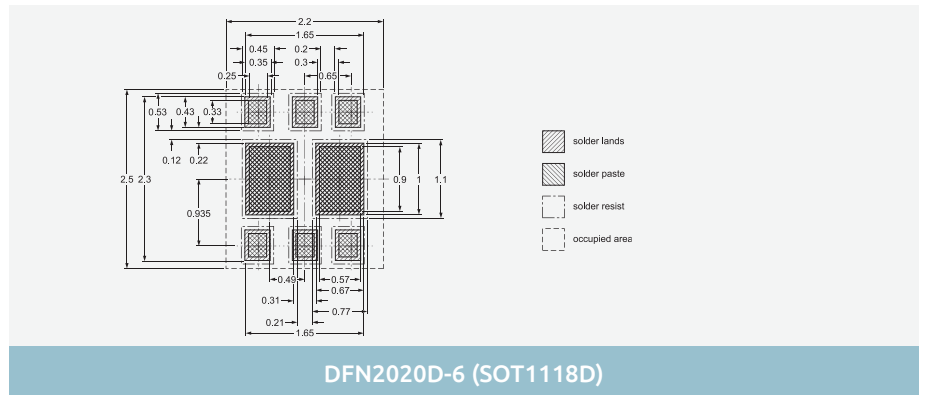 2.2
1.65
0.45 0.2
0.35 0.3
0.25 0.65
0.53 0.43 0.33
0.12 0.22
2.5 2.3 0.9 1 1.1
0.935
0.49 0.57
0.31 0.67
0.77
0.21
1.65
solder lands
solder paste
solder resist
occupied area
DFN2020D-6 (SOT1118D)